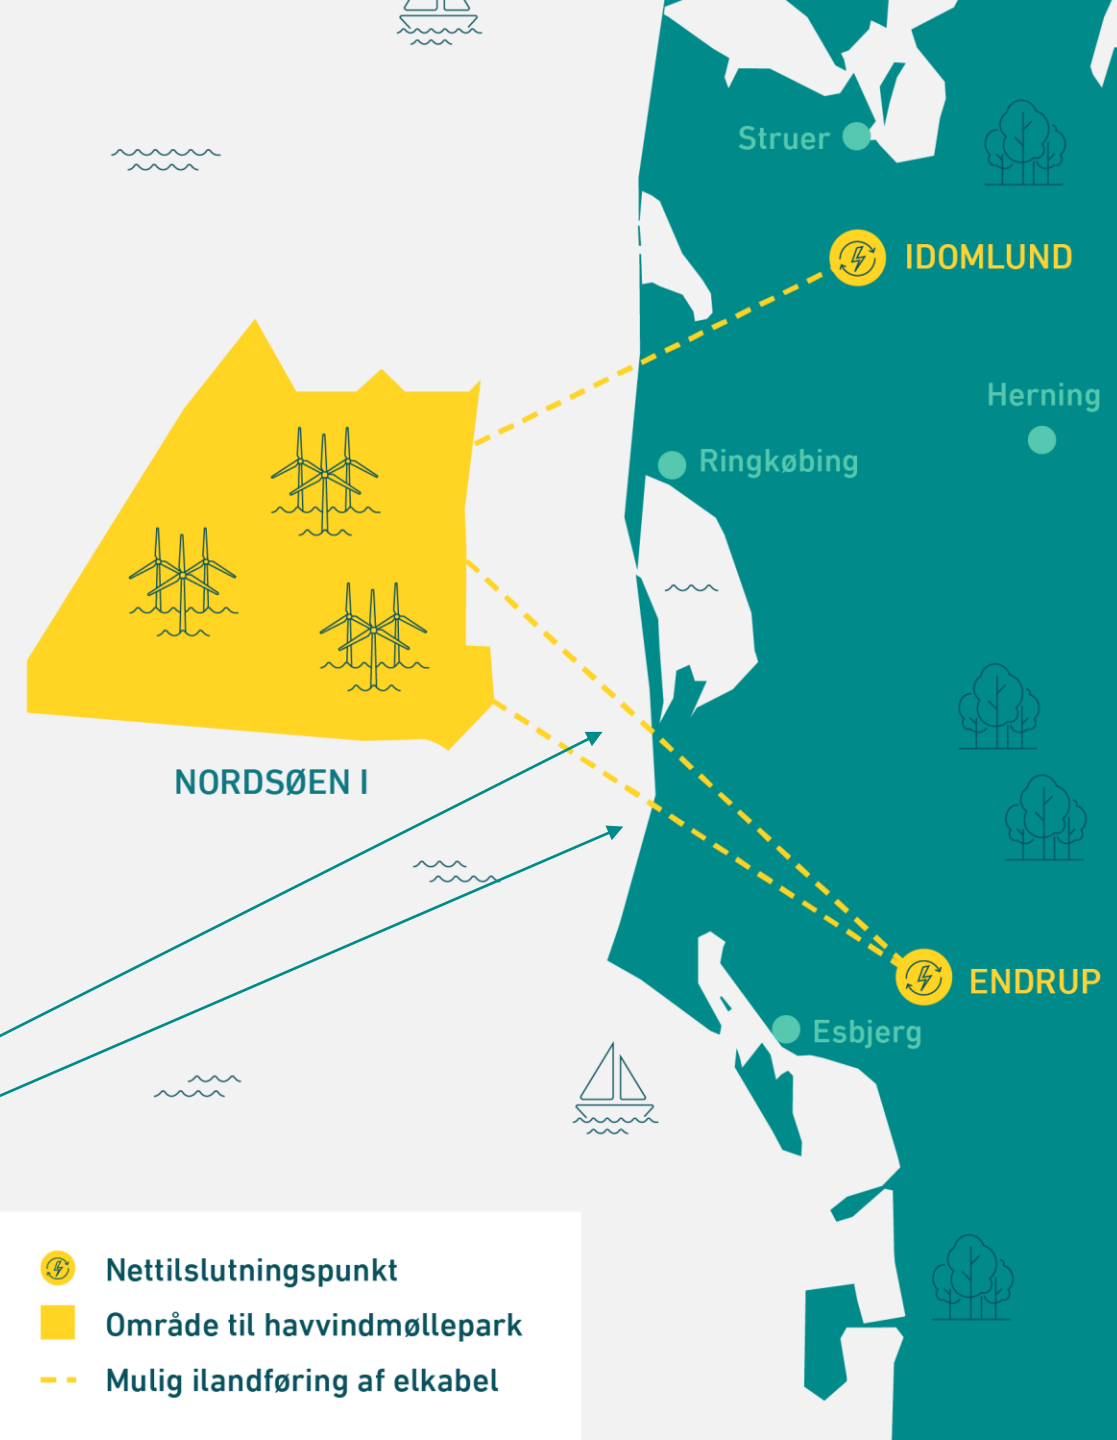 Struer
IDOMLUND
Herning
Ringkøbing
NORDSØEN I
ENDRUP
Esbjerg
Nettilslutningspunkt
Område til havvindmøllepark
Mulig ilandføring af elkabel